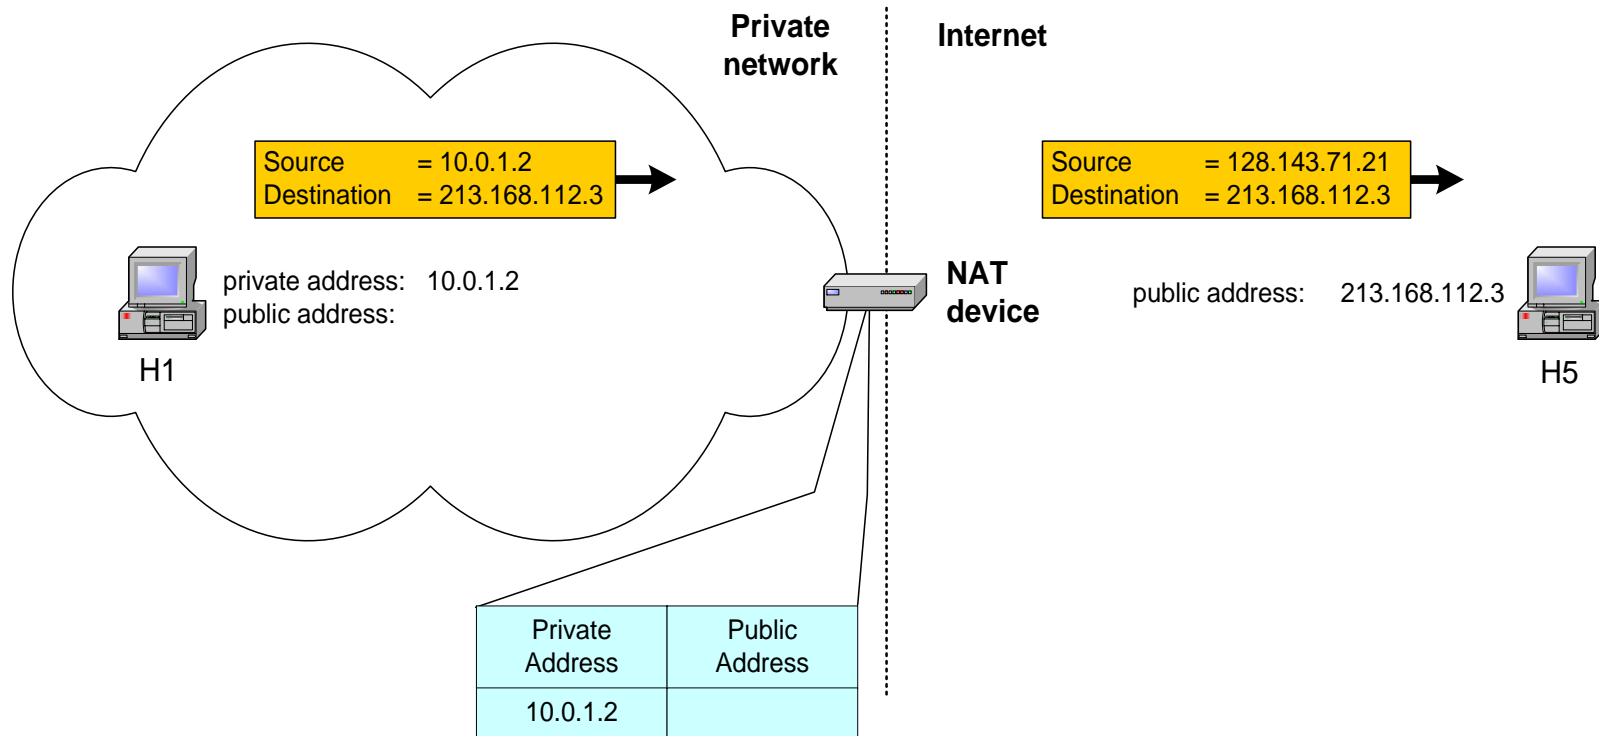 Private
network
Internet
Source = 10.0.1.2
Destination = 213.168.112.3
Source = 128.143.71.21
Destination = 213.168.112.3
private address: 10.0.1.2
public address:
H1
NAT
device
public address: 213.168.112.3
H5
Private
Address
Public
Address
10.0.1.2